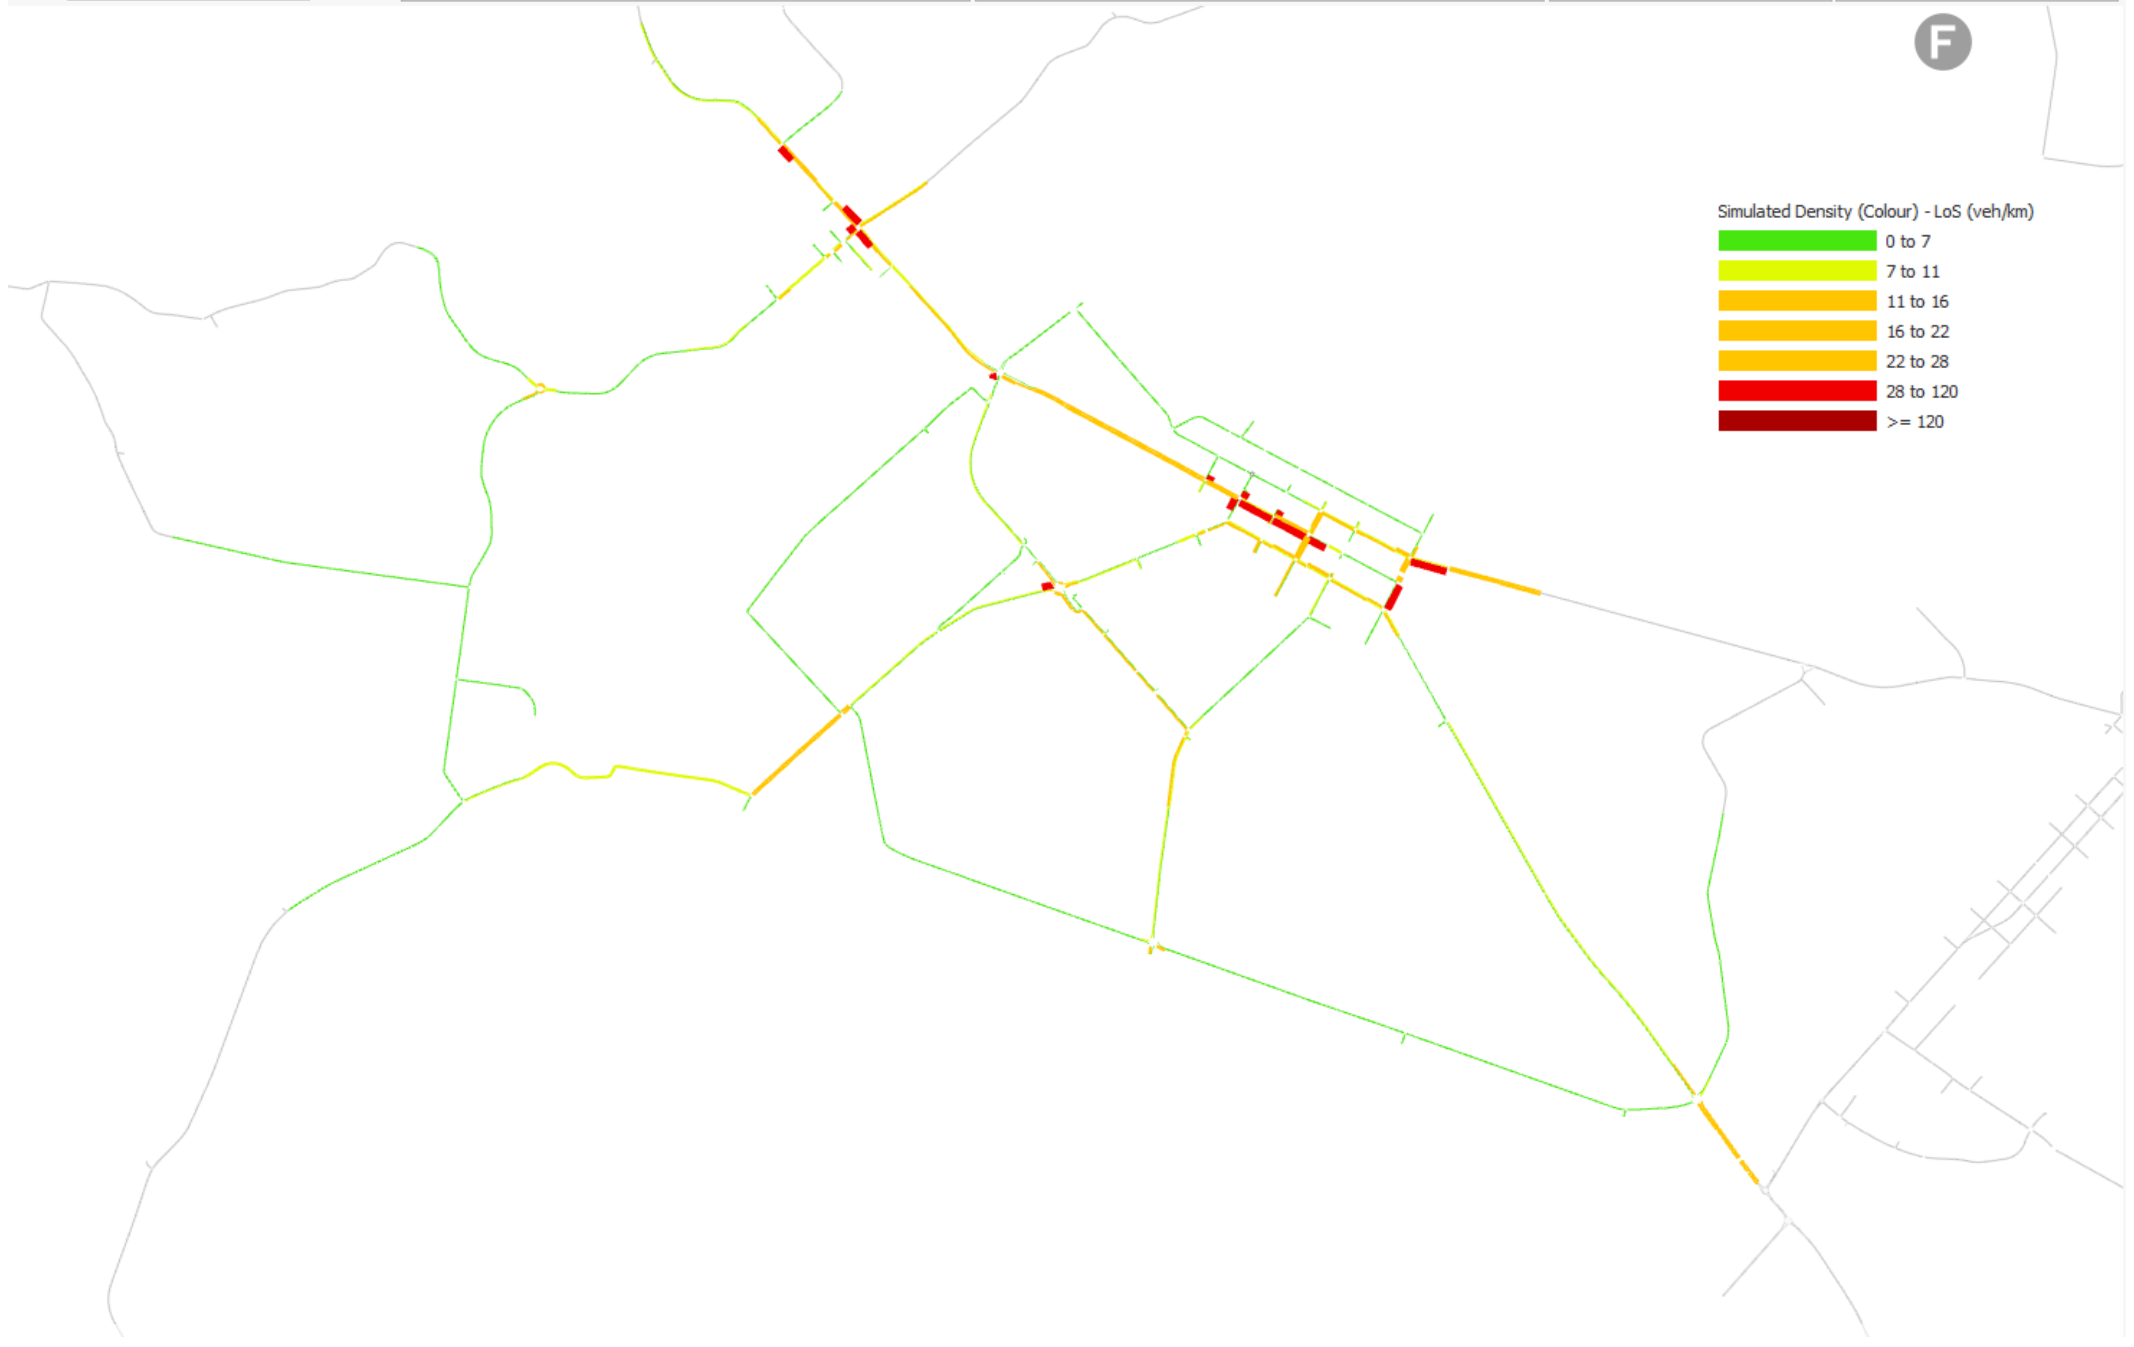 F
Simulated Density (Colour) - LoS (veh/km)
0 to 7
7 to 11
11 to 16
16 to 22
22 to 28
28 to 120
>= 120